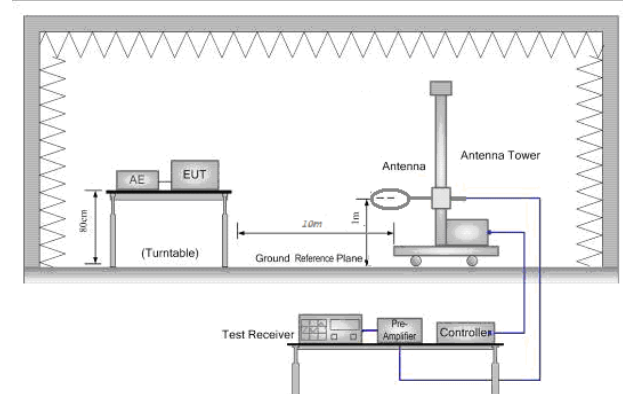 Antenna
Antenna Tower
AE
EUT
80cm
(Turntable)
10m
1m
Ground Reference Plane
Test Receiver
Pre-
Amplifier
Controller